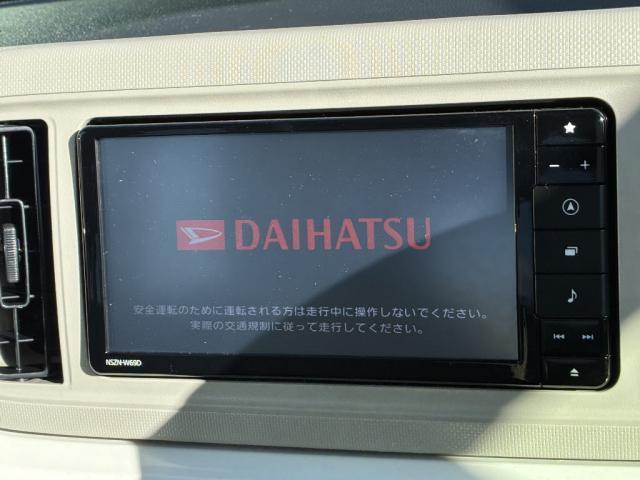 DAIHATSU
安全運転のために運転される方は走行中に操作しないでください。
実際の交通規制に従って走行してください。
NSZN-W69D